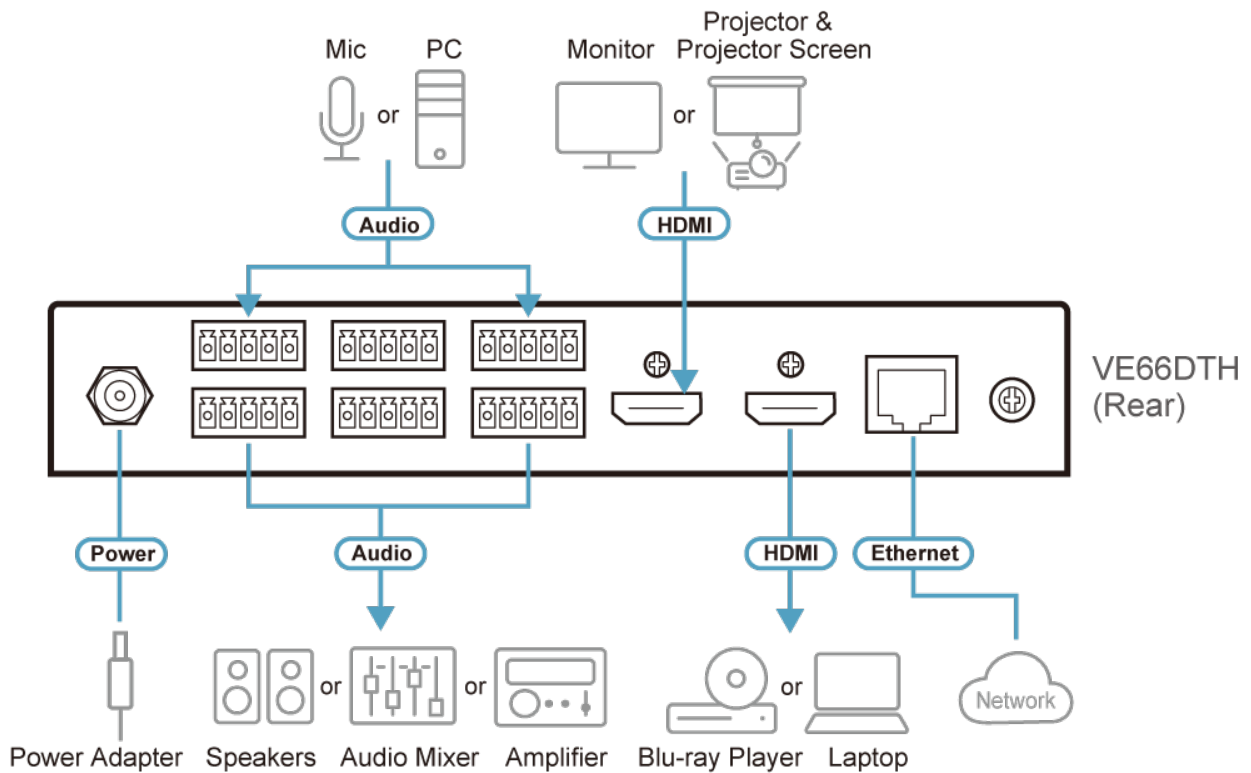 Projector &
Mic
PC
Monitor
Projector Screen
or
or
Audio
HDMI
VE66DTH
(Rear)
Power
Audio
HDMI
Ethernet
or
or
or
Network
Power Adapter
Speakers
Audio Mixer
Amplifier
Blu-ray Player
Laptop